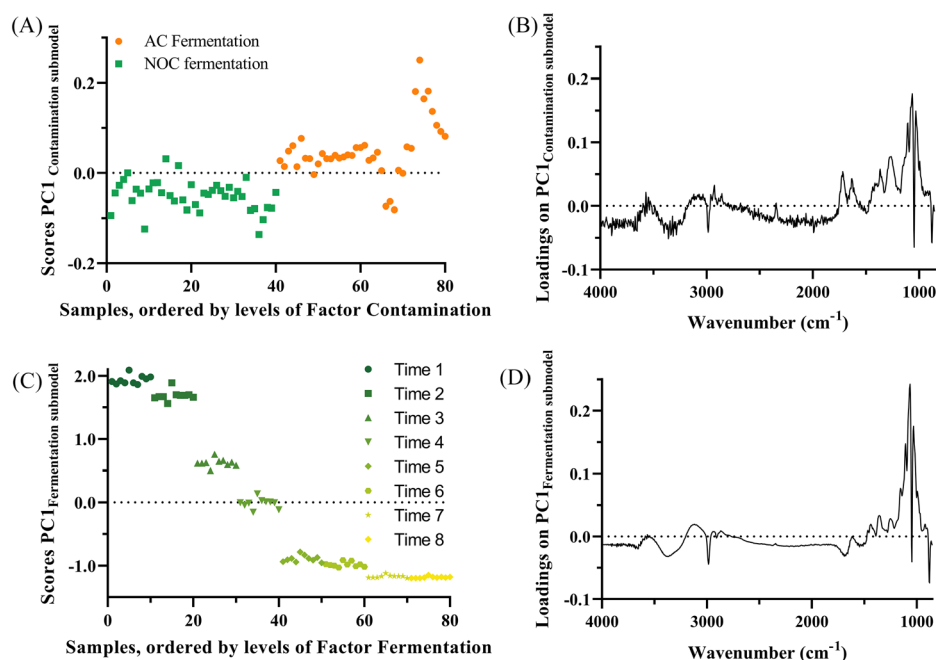 (A)
AC Fermentation
NOC fermentation
Scores PC1 Contamination submodel
0.2
0.0
-0.2
0 20 40 60 80
Samples, ordered by levels of Factor Contamination
(B)
Loadings on PC1Contamination submodel
0.2
0.1
0.0
-0.1
4000 3000 2000 1000
Wavenumber (cm-1)
(C)
Scores PC1Fermentation submodel
2.0
1.0
0.0
-1.0
0 20 40 60 80
Samples, ordered by levels of Factor Fermentation
Time 1
Time 2
Time 3
Time 4
Time 5
Time 6
Time 7
Time 8
(D)
Loadings on PC1Fermentation submodel
0.3
0.2
0.1
0.0
-0.1
4000 3000 2000 1000
Wavenumber (cm-1)